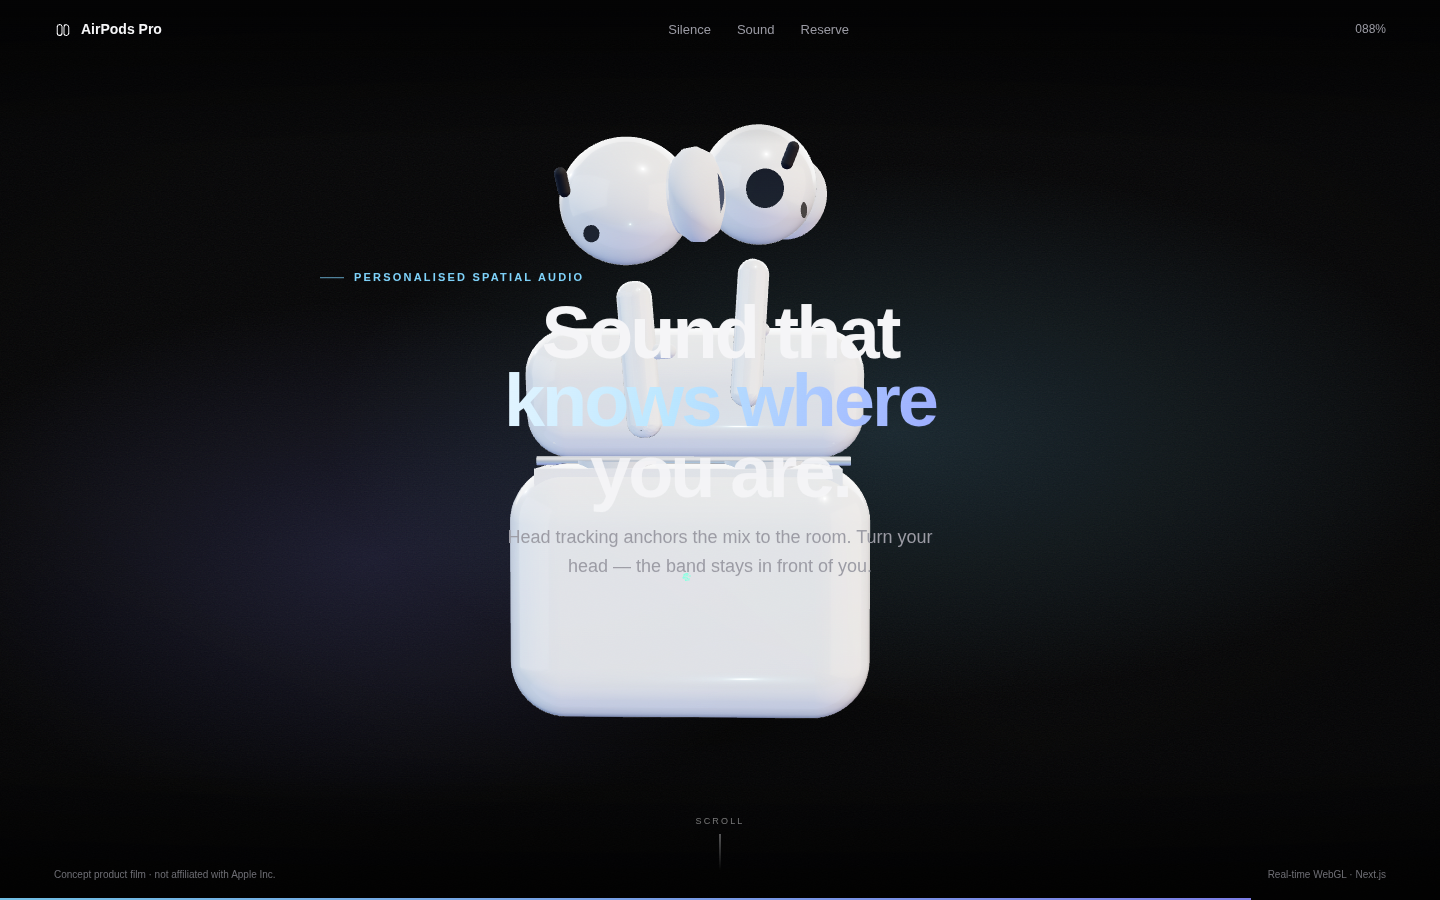 AirPods Pro
Silence
Sound
Reserve
088%
PERSONALISED SPATIAL AUDIO
Sound that
knows where
you are.
Head tracking anchors the mix to the room. Turn your
head — the band stays in front of you.
SCROLL
Concept product film · not affiliated with Apple Inc.
Real-time WebGL · Next.js